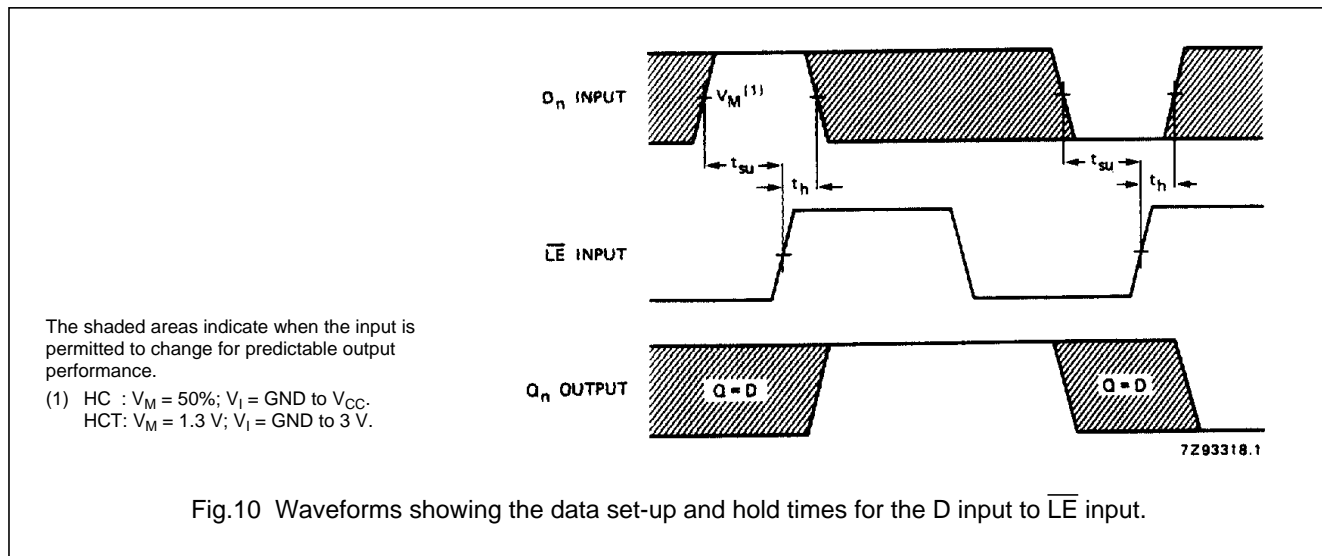 Dn INPUT
VM(1)
tsu
th
tsu
th
L̅E̅ INPUT
The shaded areas indicate when the input is
permitted to change for predictable output
performance.
(1) HC : VM = 50%; VI = GND to VCC.
HCT: VM = 1.3 V; VI = GND to 3 V.
Qn OUTPUT
Q = D
Q = D
7Z93318.1
Fig.10 Waveforms showing the data set-up and hold times for the D input to L̅E̅ input.